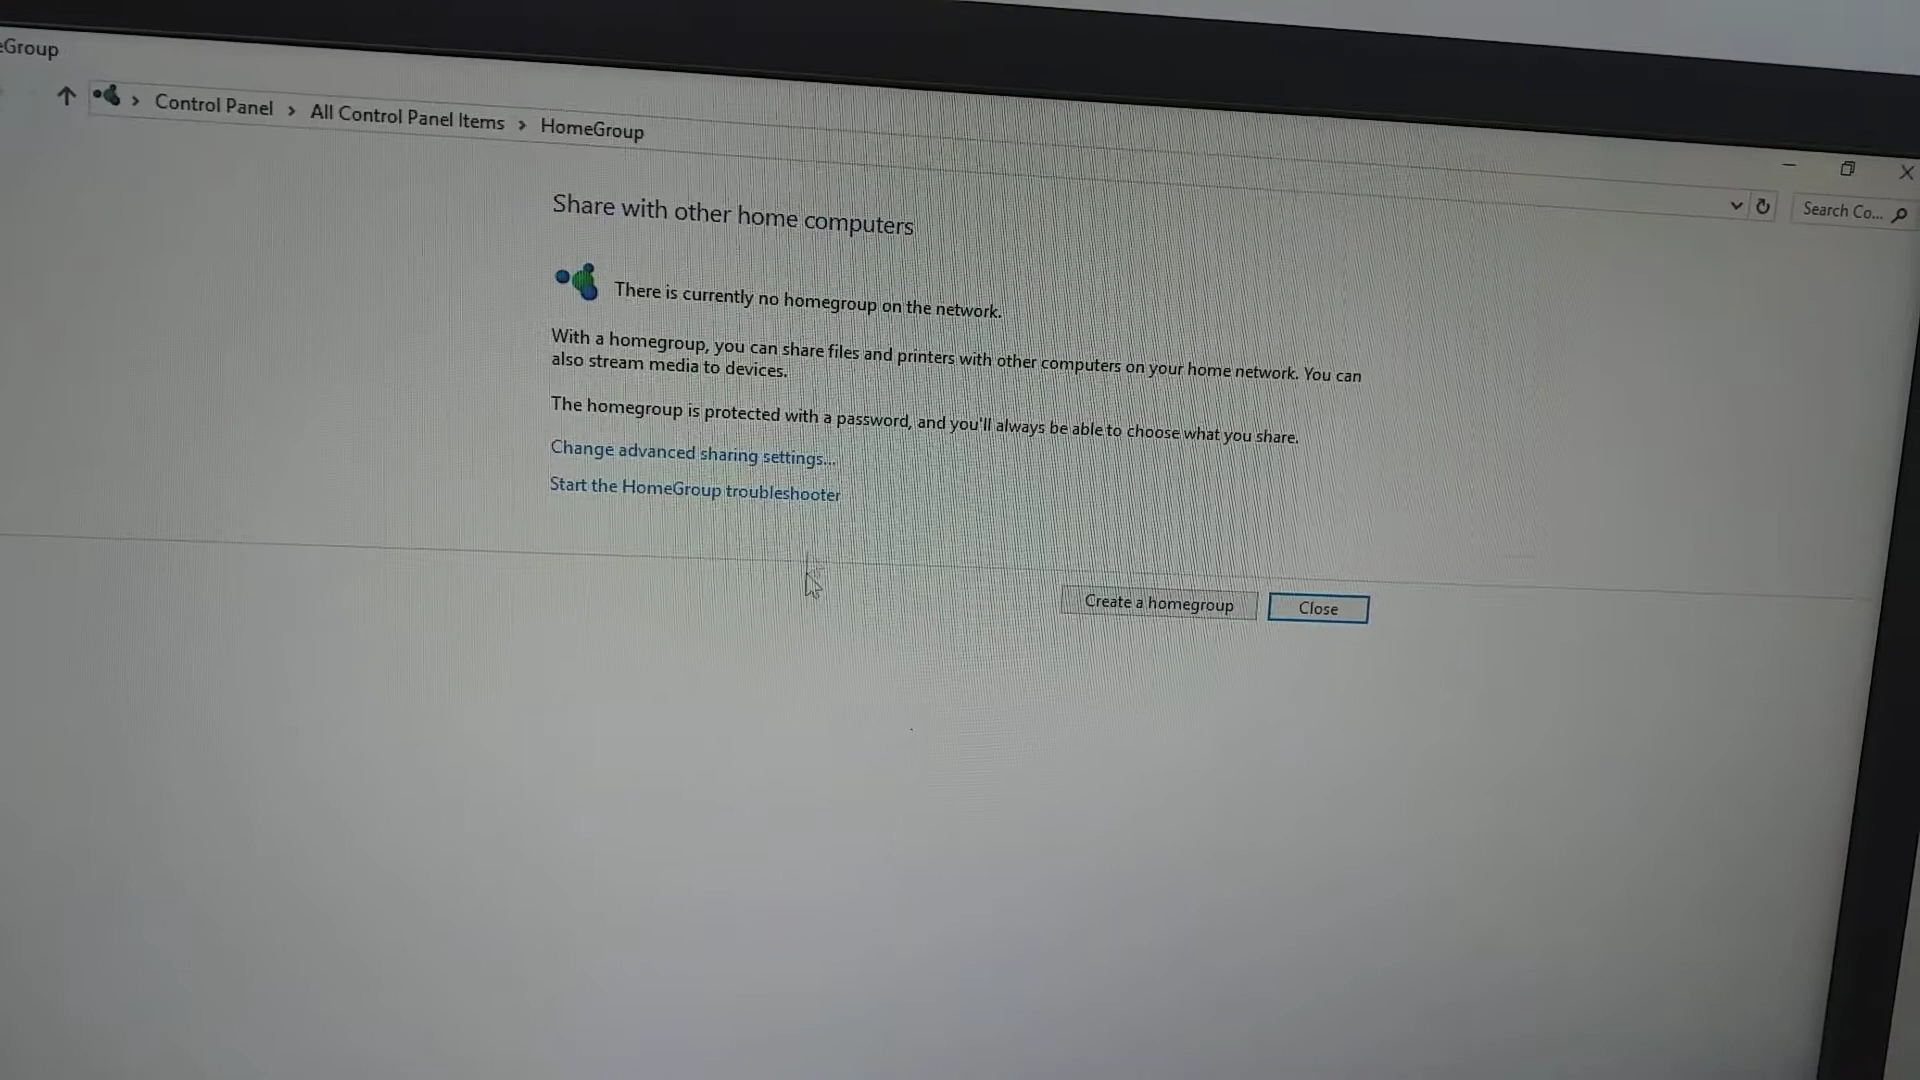 eGroup
Control Panel > All Control Panel Items > HomeGroup
Search Co...
Share with other home computers
There is currently no homegroup on the network.
With a homegroup, you can share files and printers with other computers on your home network. You can
also stream media to devices.
The homegroup is protected with a password, and you'll always be able to choose what you share.
Change advanced sharing settings...
Start the HomeGroup troubleshooter
Create a homegroup
Close